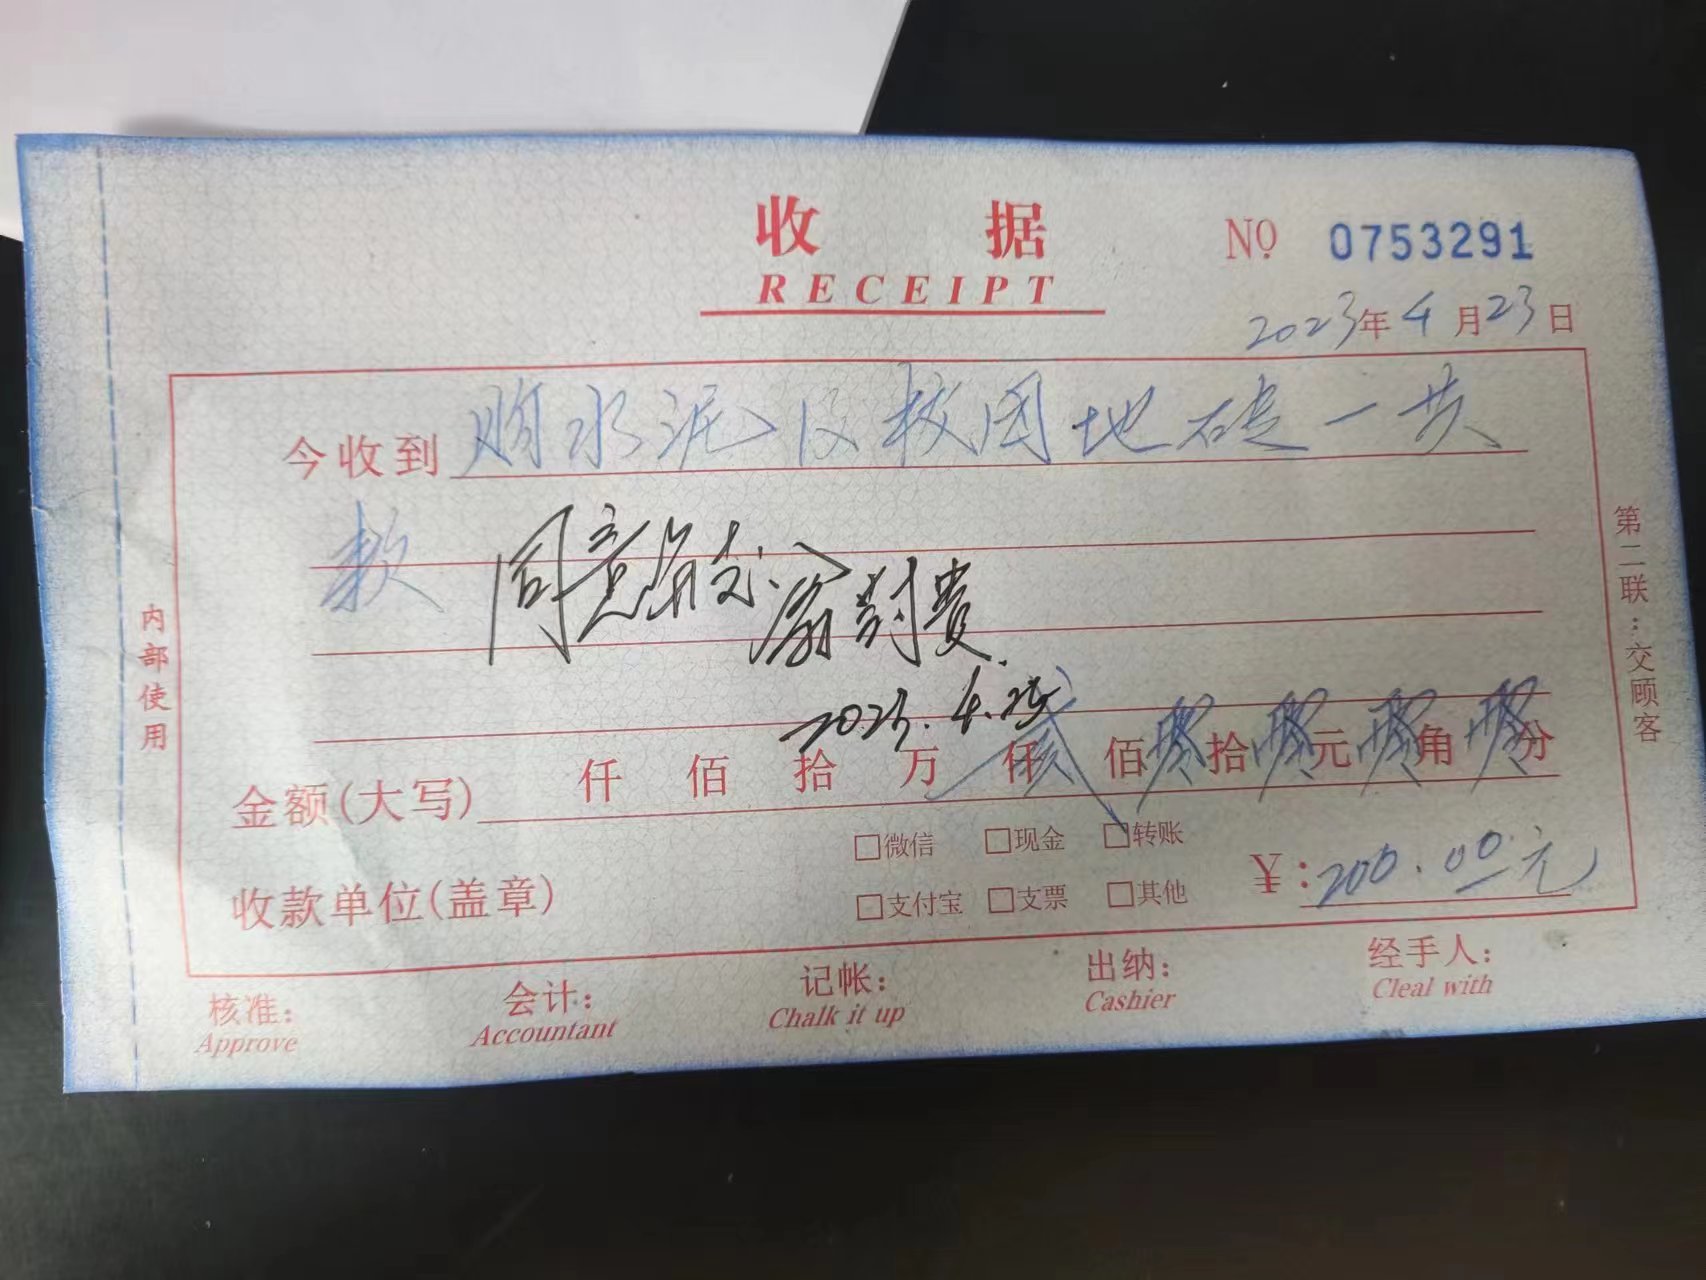 收 据
RECEIPT
NO 0753291
2023年4月23日
今收到 购水泥及校园地砖一共
款 同意报支
2023.4.25
金额(大写) 仟 佰 拾 万 仟 贰佰零拾零元零角零分
□微信 □现金 □转账
收款单位(盖章) □支付宝 □支票 □其他 ¥:200.00元
核准: 会计: 记帐: 出纳: 经手人:
Approve Accountant Chalk it up Cashier Cleal with
内部使用
第二联:交顾客